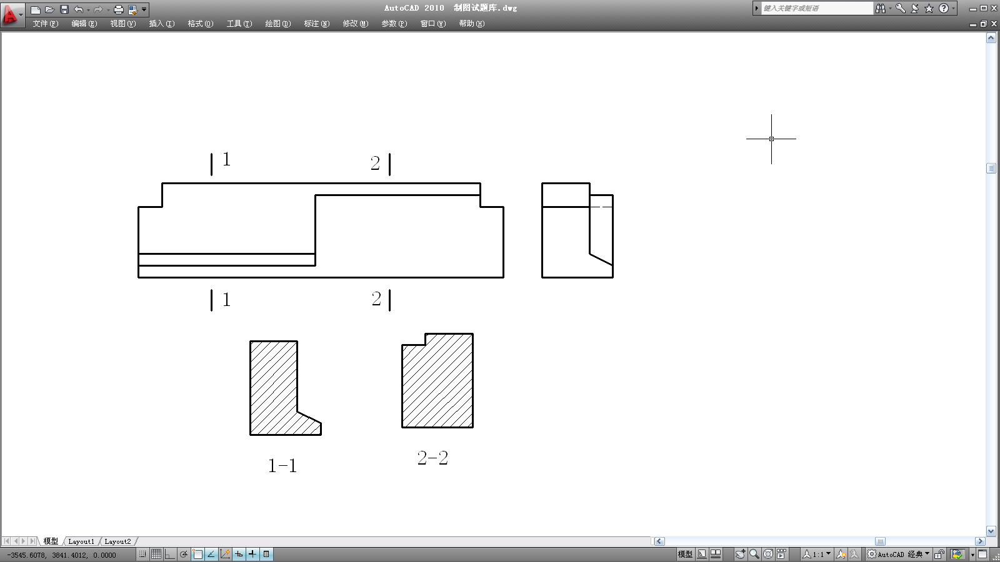 AutoCAD 2010 制图试题库.dwg
键入关键字或短语
文件(F) 编辑(E) 视图(V) 插入(I) 格式(O) 工具(T) 绘图(D) 标注(N) 修改(M) 参数(P) 窗口(W) 帮助(H)
1 2
1 2
1-1 2-2
模型 Layout1 Layout2
-3545.6078, 3841.4012, 0.0000 模型 1:1 AutoCAD 经典